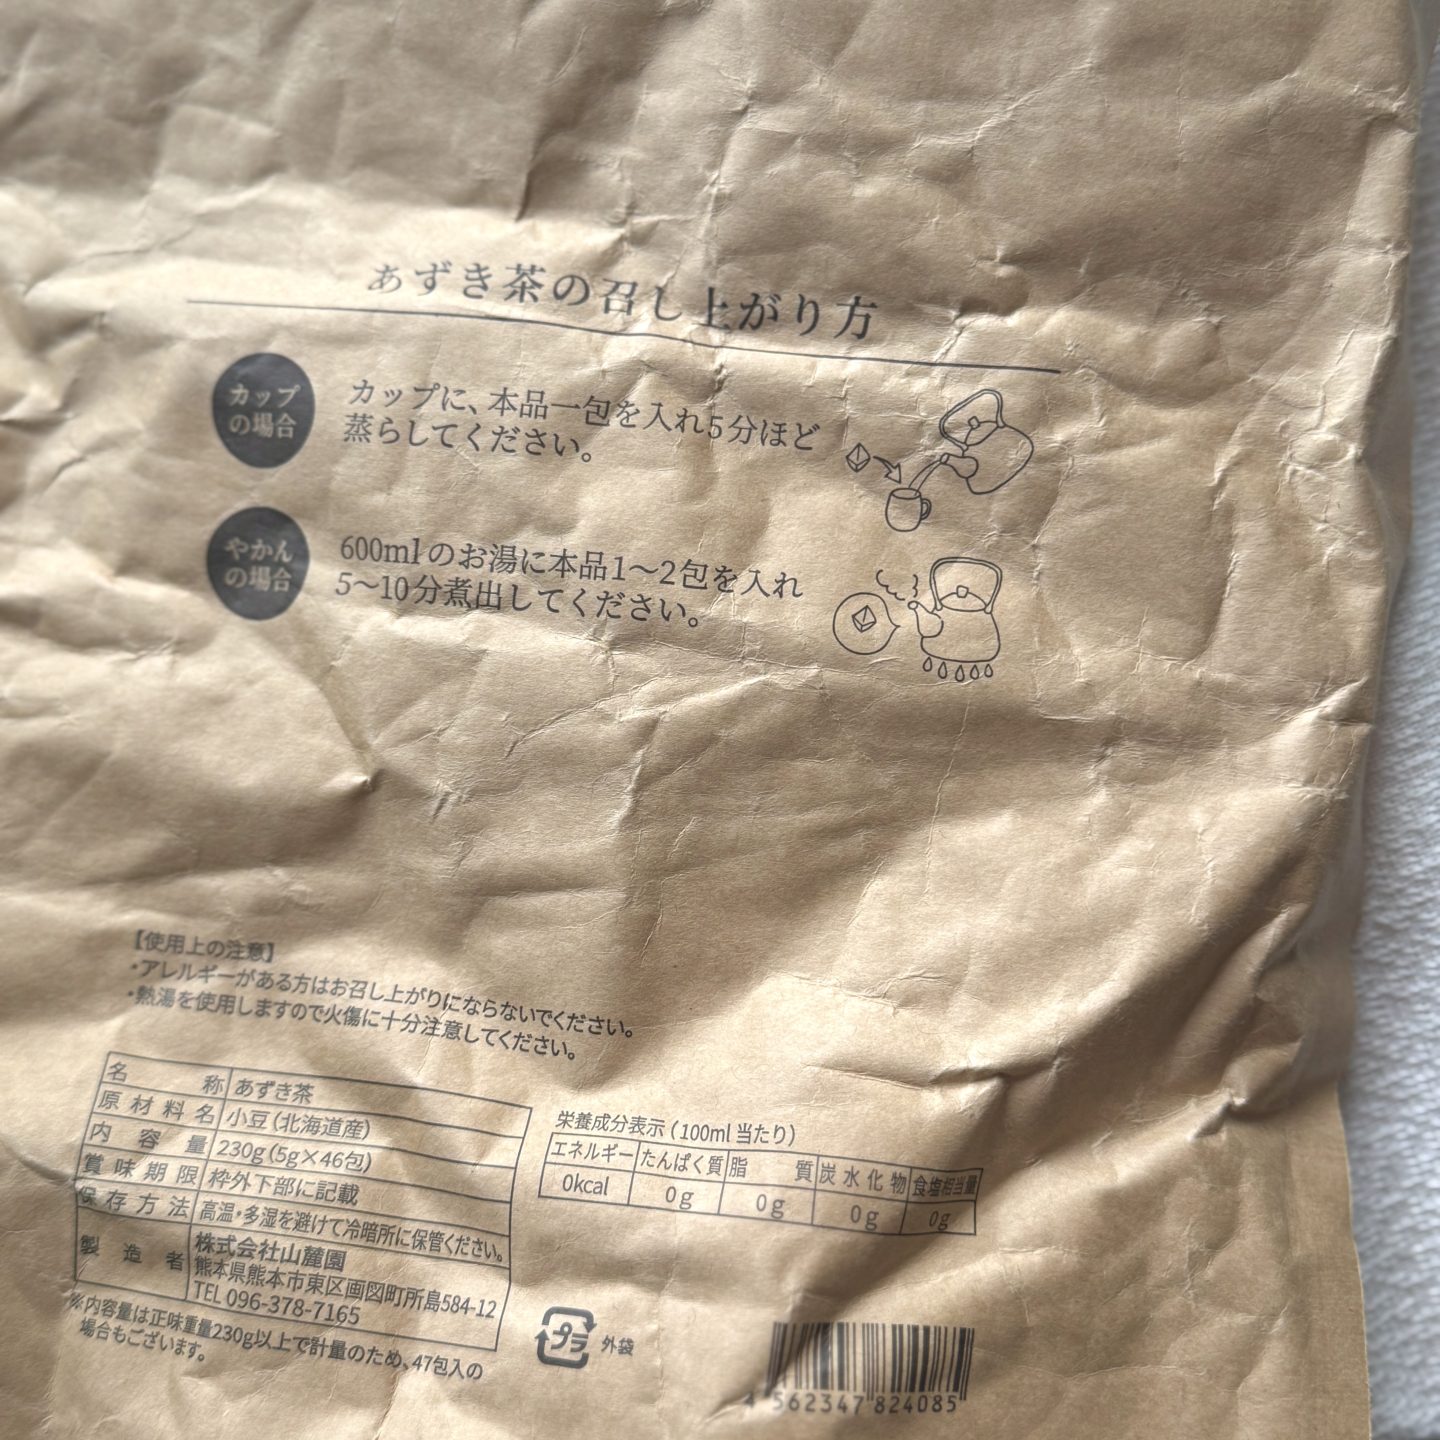 あずき茶の召し上がり方
カップ
の場合
カップに、本品一包を入れ5分ほど
蒸らしてください。
やかん
の場合
600mlのお湯に本品1〜2包を入れ
5〜10分煮出してください。
【使用上の注意】
・アレルギーがある方はお召し上がりにならないでください。
・熱湯を使用しますので火傷に十分注意してください。
名称 あずき茶
原材料名 小豆(北海道産)
内容量 230g(5g×46包)
賞味期限 枠外下部に記載
保存方法 高温・多湿を避けて冷暗所に保管ください。
製造者 株式会社山麓園
熊本県熊本市東区画図町所島584-12
TEL 096-378-7165
※内容量は正味重量230g以上で計量のため、47包入の
場合もございます。
栄養成分表示(100ml当たり)
エネルギー たんぱく質 脂質 炭水化物 食塩相当量
0kcal 0g 0g 0g 0g
プラ 外袋
4 562347 824085